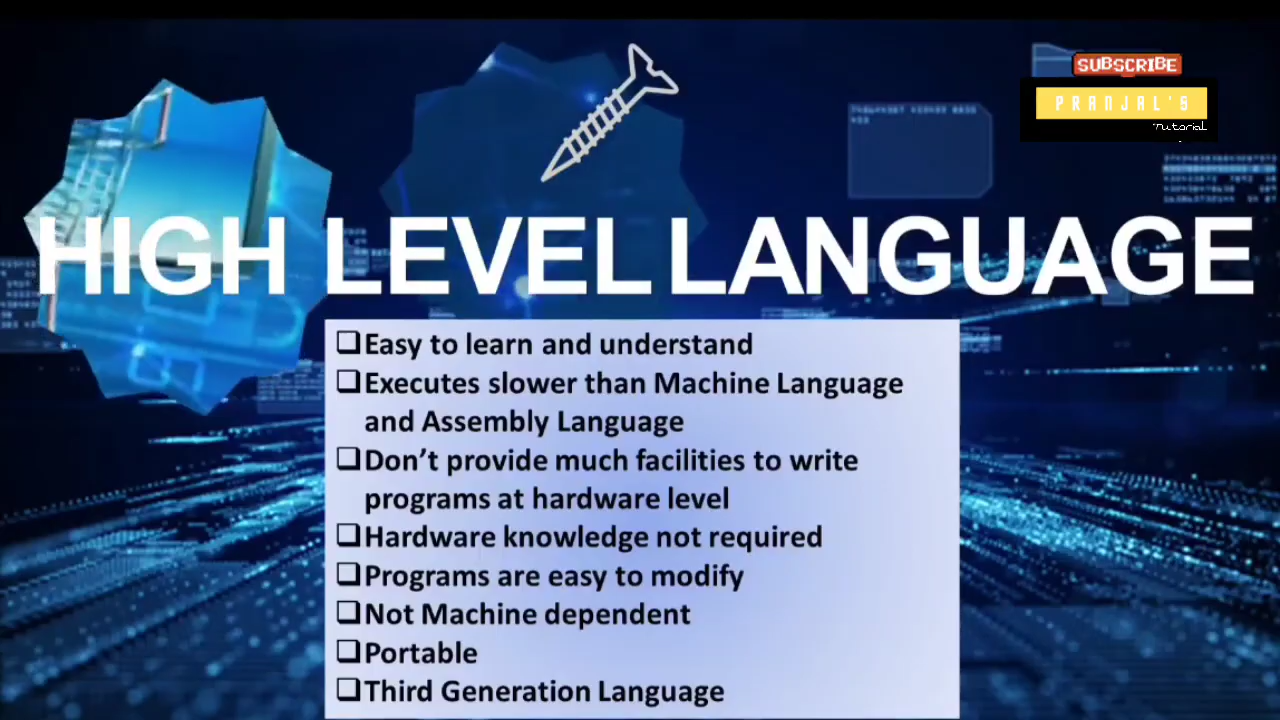 SUBSCRIBE
PRANJAL'S
Tutorial
HIGH LEVEL LANGUAGE
❑Easy to learn and understand
❑Executes slower than Machine Language
and Assembly Language
❑Don't provide much facilities to write
programs at hardware level
❑Hardware knowledge not required
❑Programs are easy to modify
❑Not Machine dependent
❑Portable
❑Third Generation Language